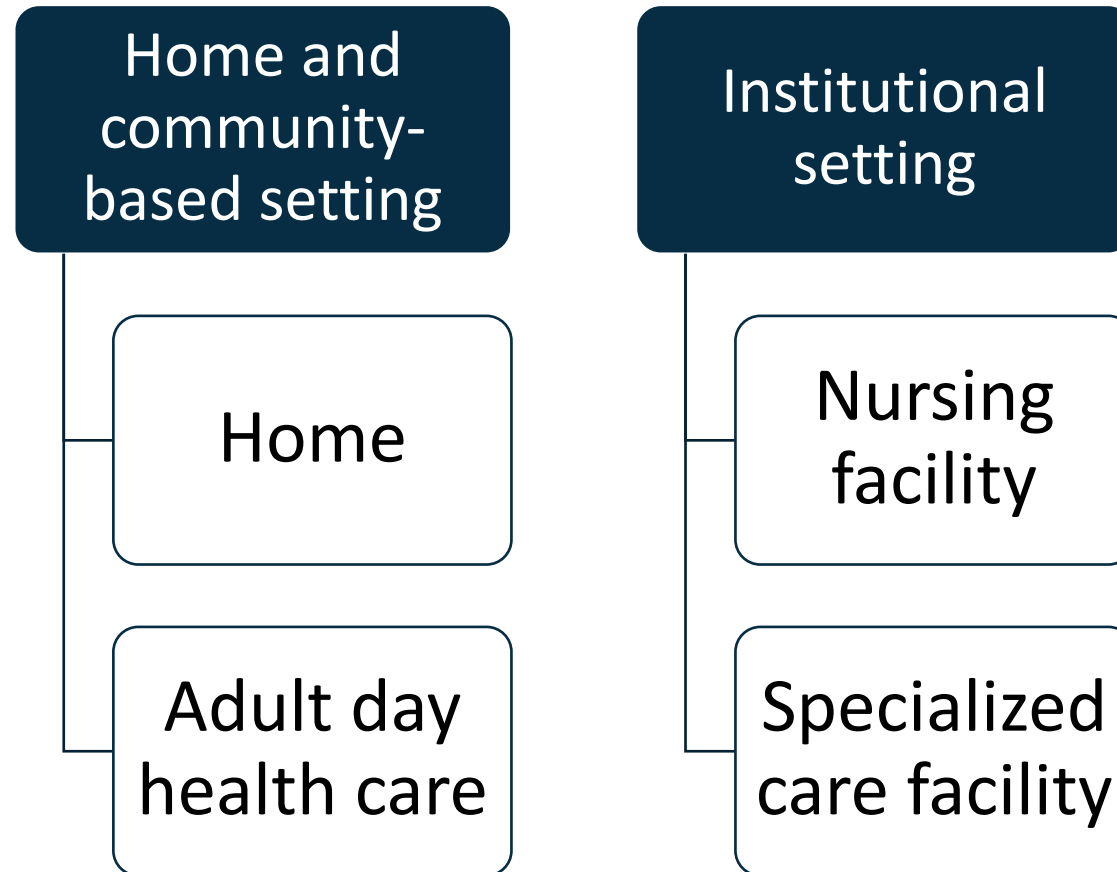 Home and
community-
based setting
Home
Adult day
health care
Institutional
setting
Nursing
facility
Specialized
care facility